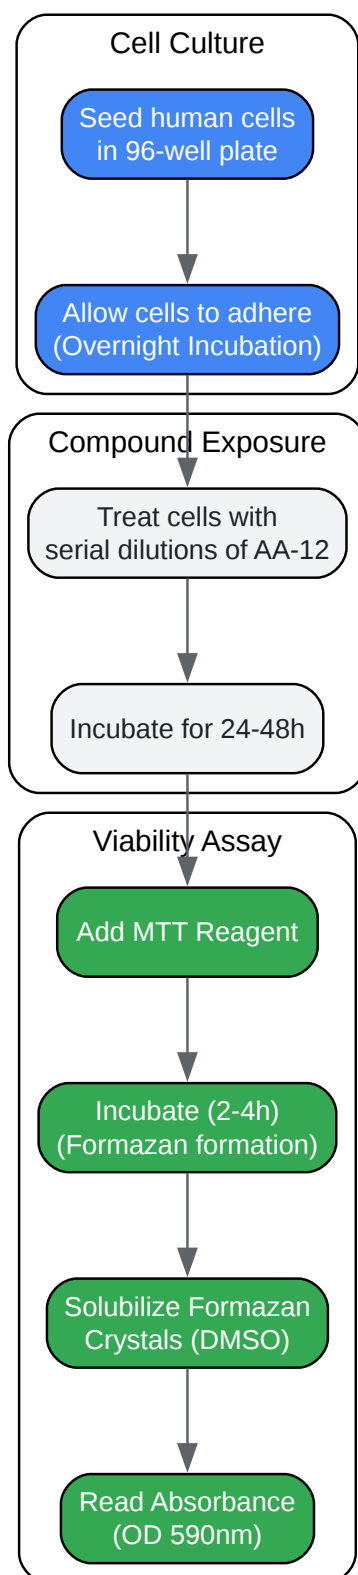 Cell Culture
Seed human cells
in 96-well plate
Allow cells to adhere
(Overnight Incubation)
Compound Exposure
Treat cells with
serial dilutions of AA-12
Incubate for 24-48h
Viability Assay
Add MTT Reagent
Incubate (2-4h)
(Formazan formation)
Solubilize Formazan
Crystals (DMSO)
Read Absorbance
(OD 590nm)